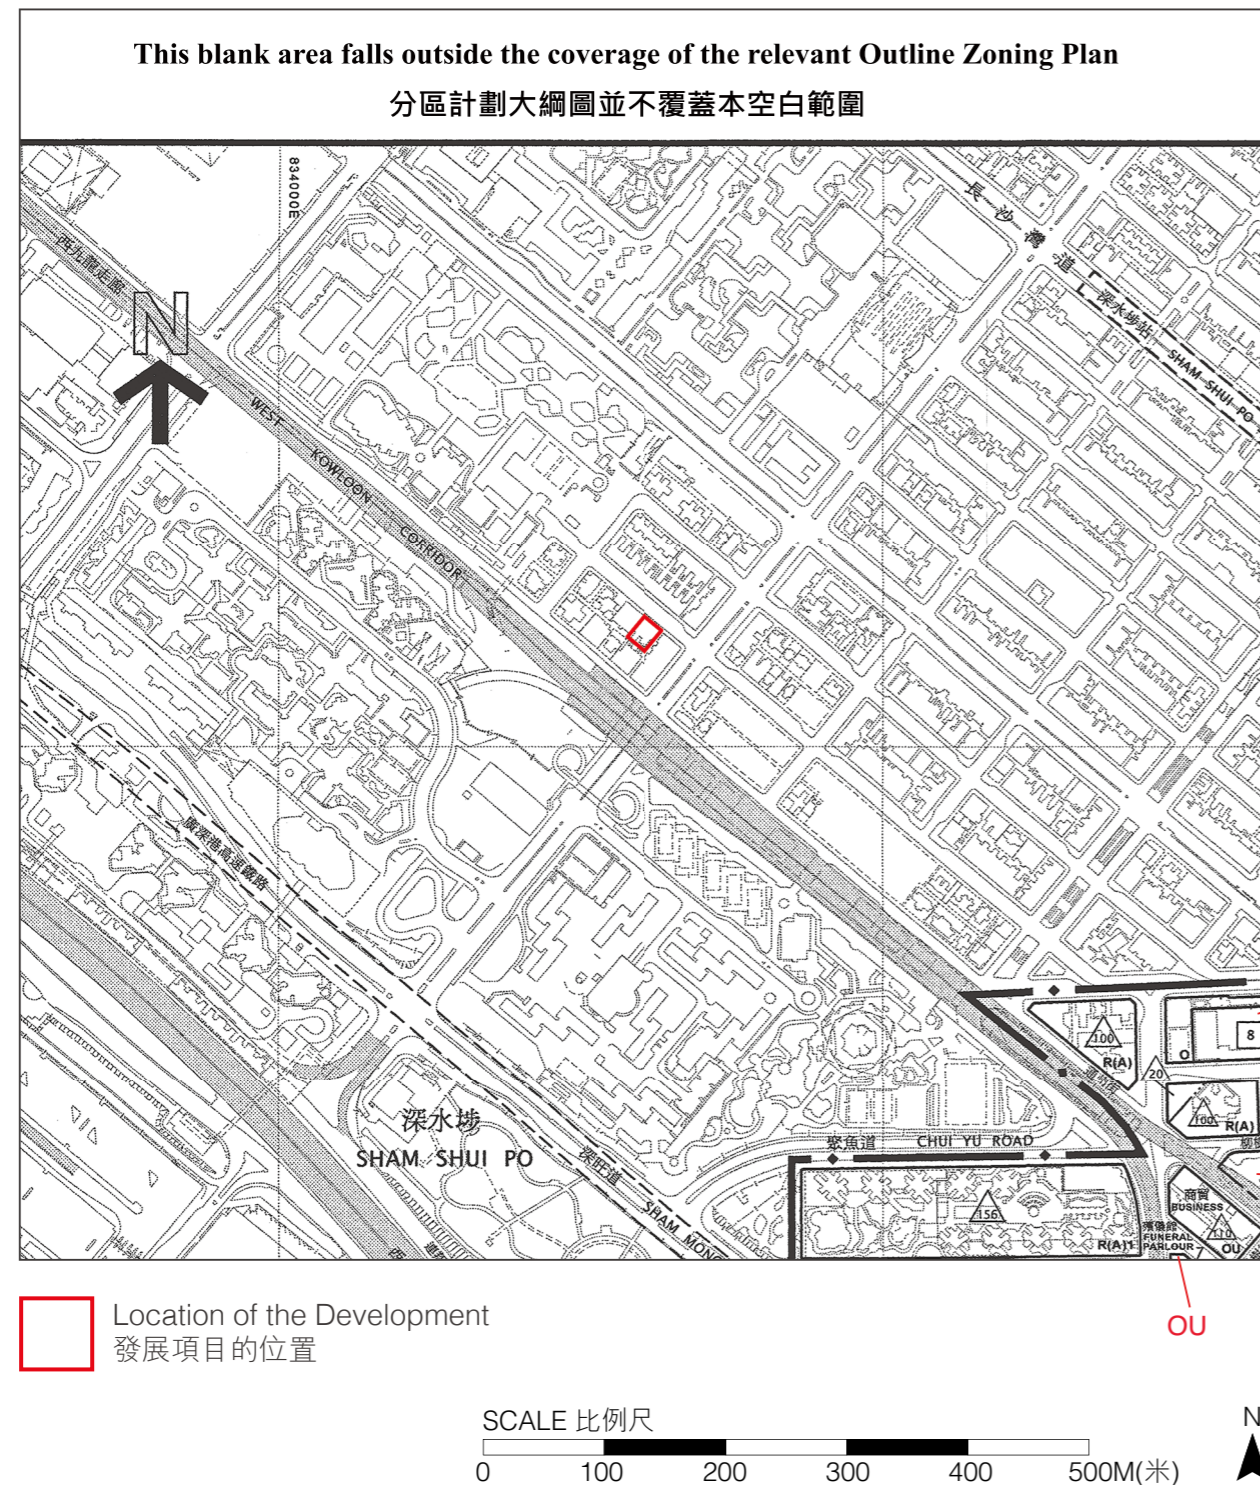 This blank area falls outside the coverage of the relevant Outline Zoning Plan
分區計劃大綱圖並不覆蓋本空白範圍
834000E
長沙灣道
西九龍走廊
N
深水埗站
SHAM SHUI PO
WEST KOWLOON CORRIDOR
廣深港高速鐵路
100
R(A)
8
O
20
100
R(A)
深水埗
SHAM SHUI PO
聚魚道
CHUI YU ROAD
深旺道
SHAM MONG
156
R(A)1
商貿
BUSINESS
殯儀館
FUNERAL
PARLOUR
110
OU
西
Location of the Development
發展項目的位置
OU
SCALE 比例尺
0 100 200 300 400 500M(米)
N